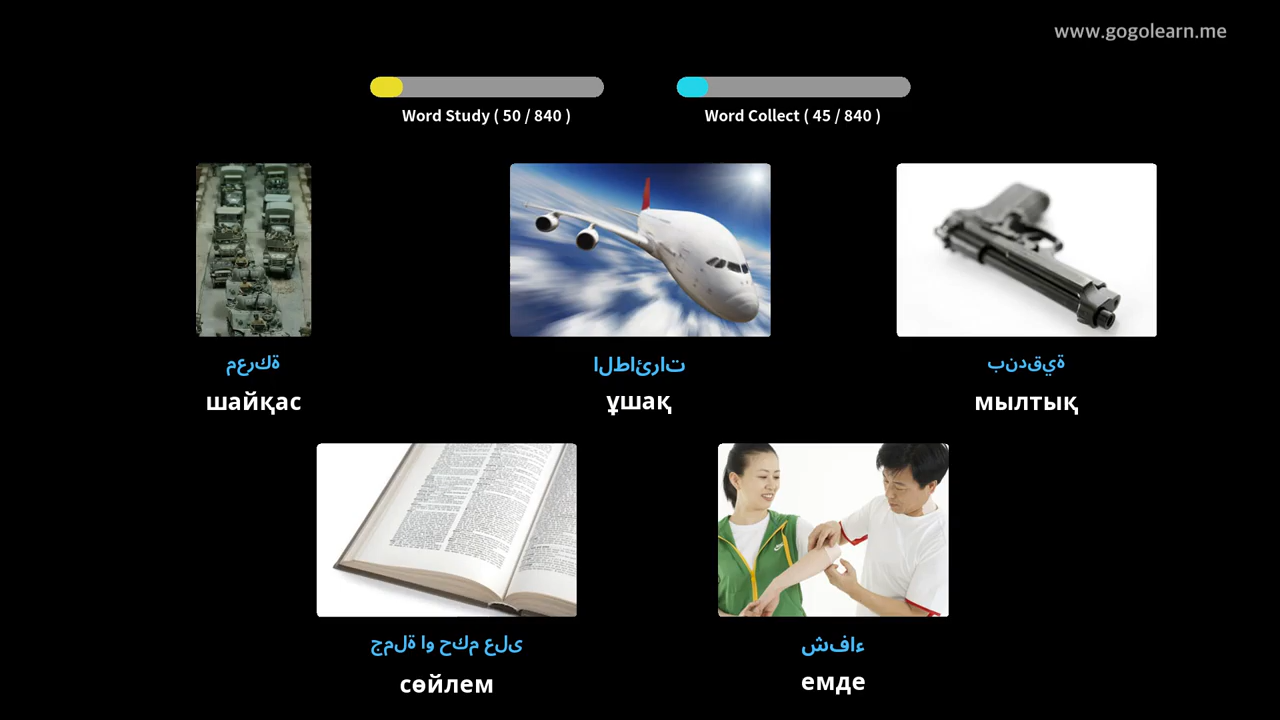 www.gogolearn.me
Word Study ( 50 / 840 )
Word Collect ( 45 / 840 )
معركة
الطائرات
بندقية
шайқас
ұшақ
мылтық
جملة او حكم على
شفاء
сөйлем
емде